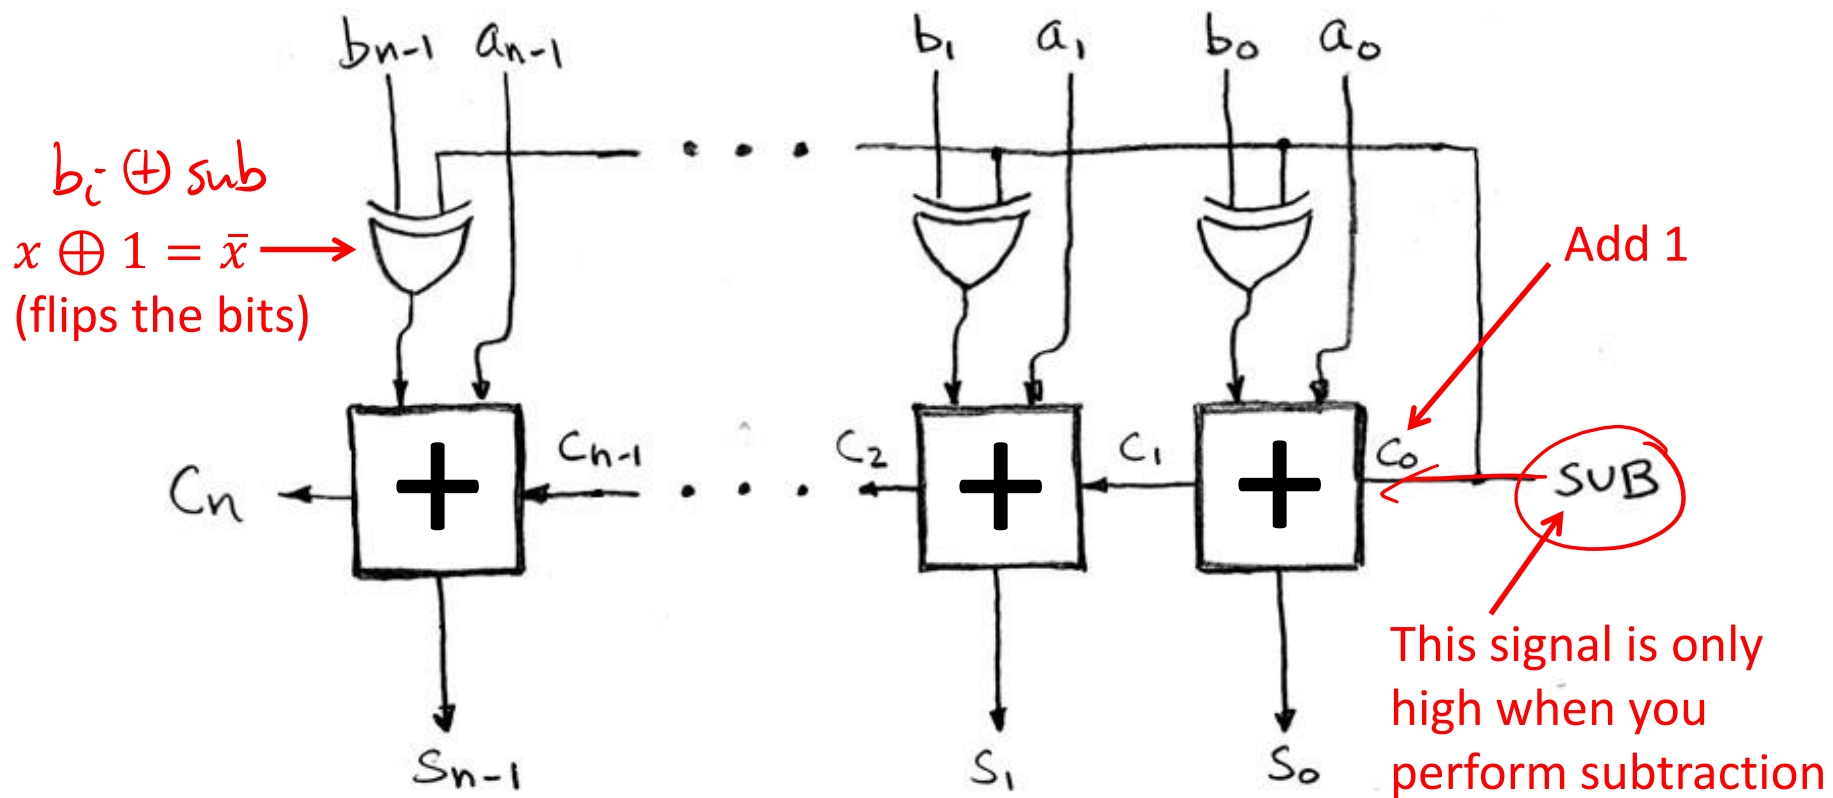 bn-1 an-1 b1 a1 b0 a0
bi ⊕ sub
x ⊕ 1 = x̄
(flips the bits)
Add 1
Cn + Cn-1 C2 + C1 + C0 SUB
This signal is only
high when you
perform subtraction
Sn-1 S1 S0